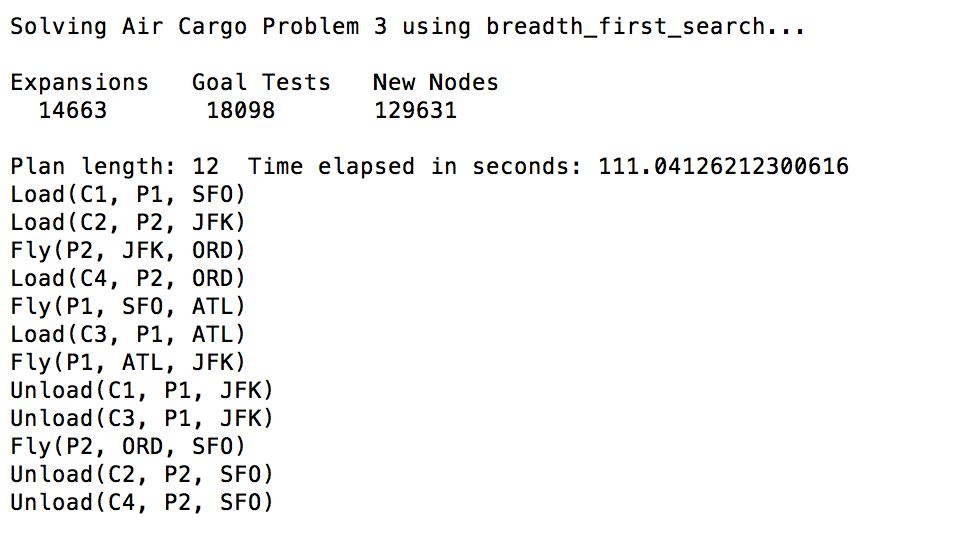 Solving Air Cargo Problem 3 using breadth_first_search...
Expansions   Goal Tests   New Nodes
14663       18098       129631
Plan length: 12  Time elapsed in seconds: 111.04126212300616
Load(C1, P1, SFO)
Load(C2, P2, JFK)
Fly(P2, JFK, ORD)
Load(C4, P2, ORD)
Fly(P1, SFO, ATL)
Load(C3, P1, ATL)
Fly(P1, ATL, JFK)
Unload(C1, P1, JFK)
Unload(C3, P1, JFK)
Fly(P2, ORD, SFO)
Unload(C2, P2, SFO)
Unload(C4, P2, SFO)